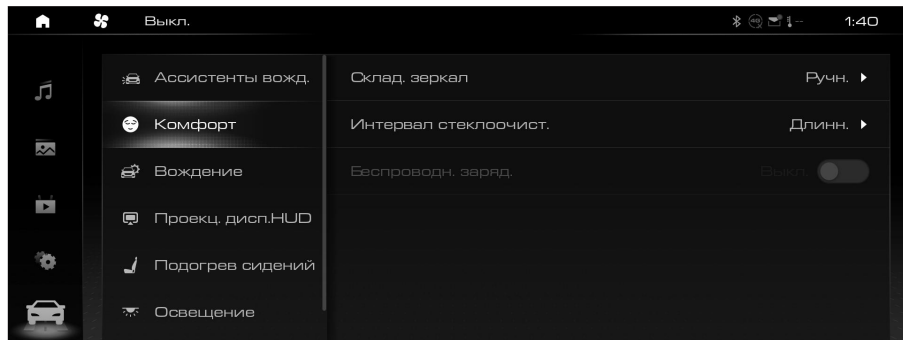 Выкл. 4G -- 1:40
Ассистенты вожд.
Склад. зеркал Ручн.
Комфорт
Интервал стеклоочист. Длинн.
Вождение
Беспроводн. заряд. Выкл.
Проекц. дисп.HUD
Подогрев сидений
Освещение